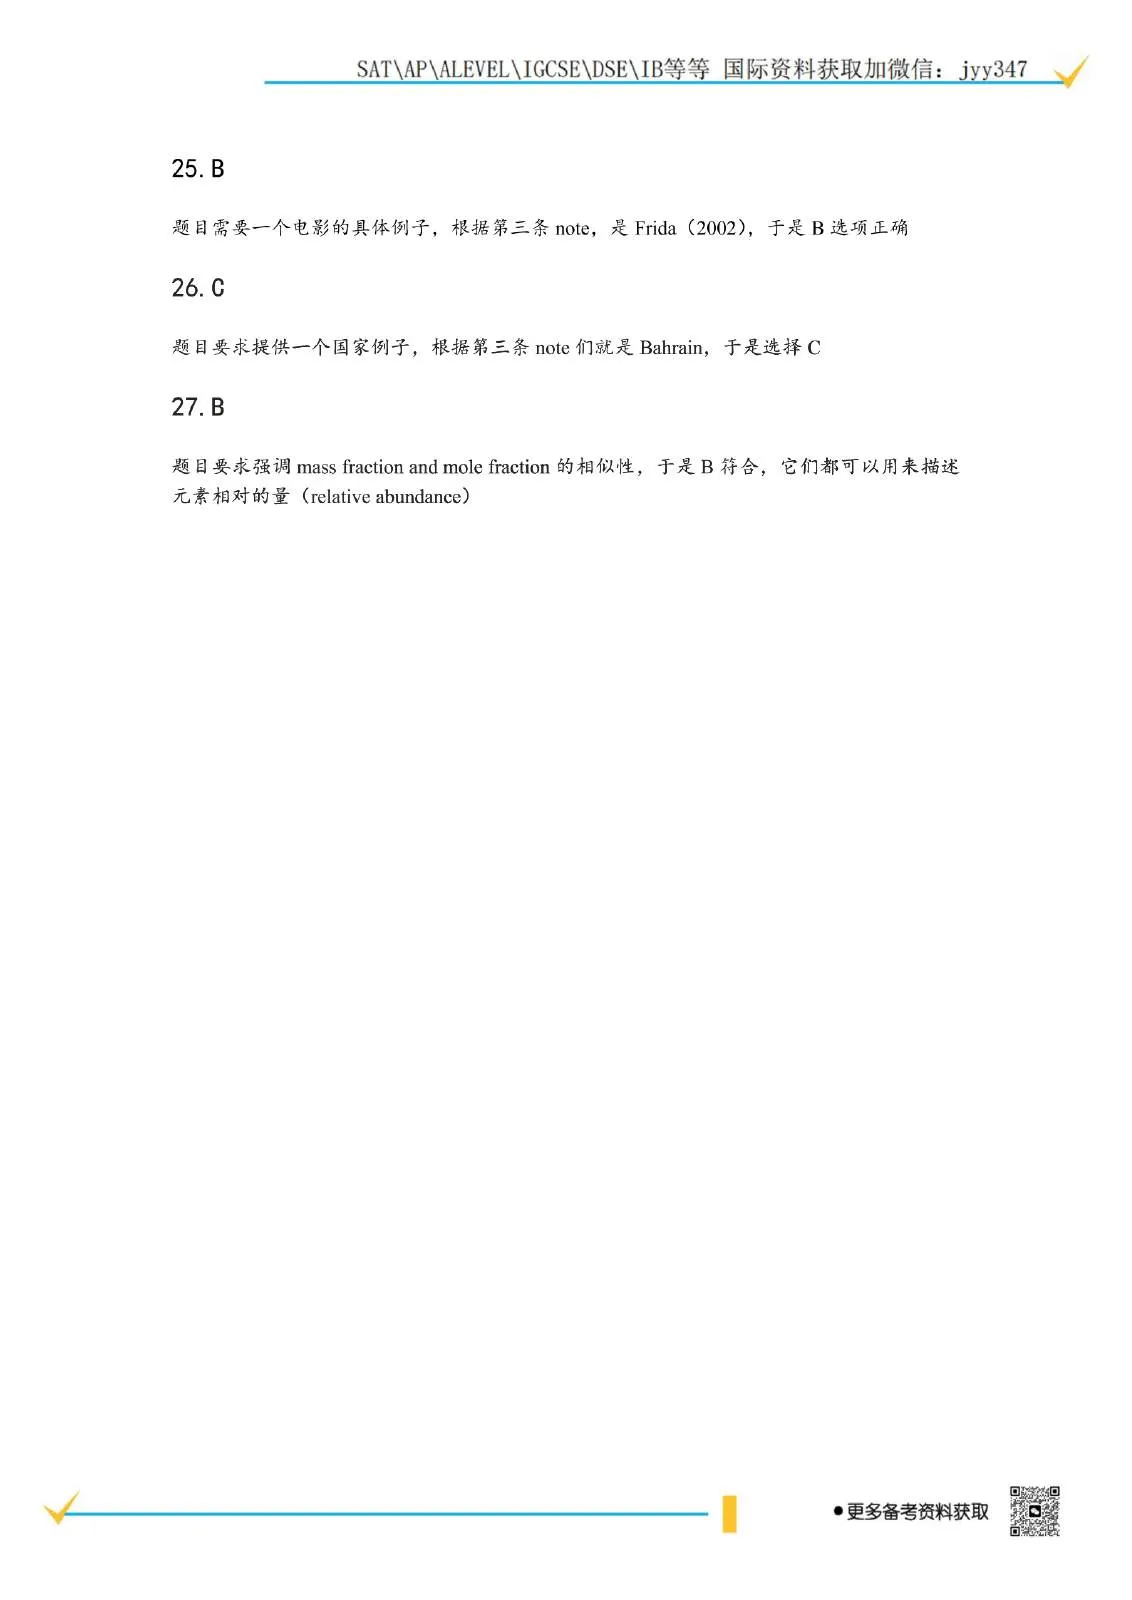 SAT\AP\ALEVEL\IGCSE\DSE\IB等等 国际资料获取加微信：jyy347
25. B
题目需要一个电影的具体例子，根据第三条 note，是 Frida（2002），于是 B 选项正确
26. C
题目要求提供一个国家例子，根据第三条 note 们就是 Bahrain，于是选择 C
27. B
题目要求强调 mass fraction and mole fraction 的相似性，于是 B 符合，它们都可以用来描述
元素相对的量（relative abundance）
●更多备考资料获取